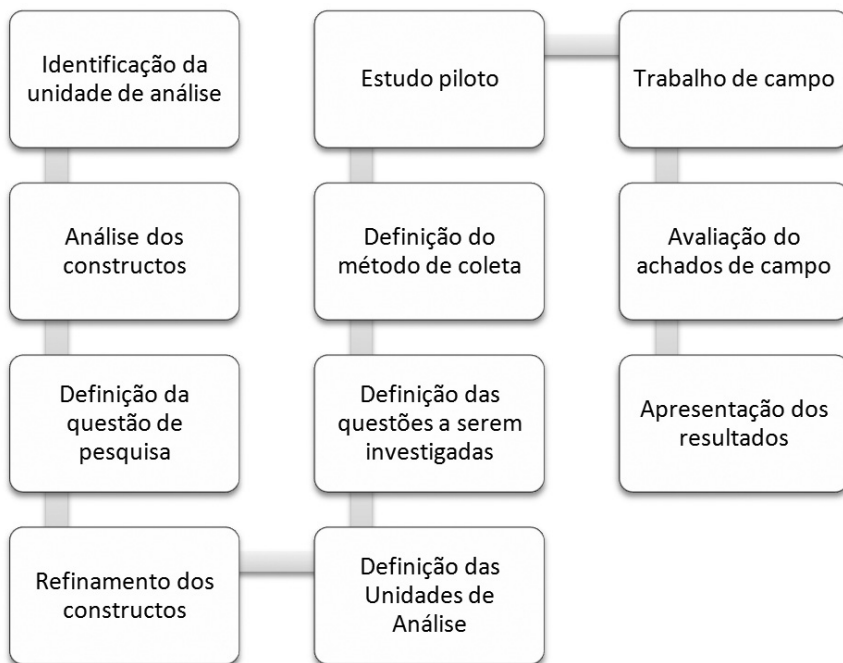 Identificação da
unidade de análise
Análise dos
constructos
Definição da
questão de
pesquisa
Refinamento dos
constructos
Definição das
Unidades de
Análise
Definição das
questões a serem
investigadas
Definição do
método de coleta
Estudo piloto
Trabalho de campo
Avaliação do
achados de campo
Apresentação dos
resultados